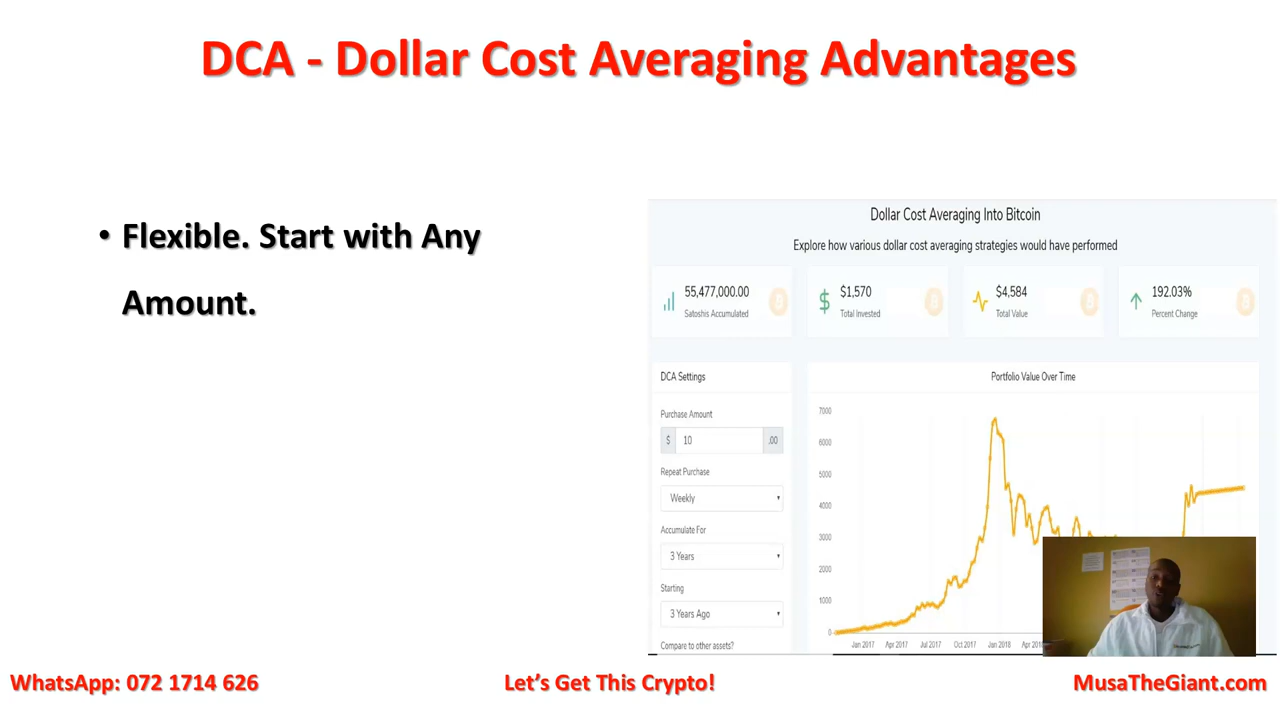 DCA - Dollar Cost Averaging Advantages
• Flexible. Start with Any
Amount.
Dollar Cost Averaging Into Bitcoin
Explore how various dollar cost averaging strategies would have performed
55,477,000.00
Satoshis Accumulated
$1,570
Total Invested
$4,584
Total Value
192.03%
Percent Change
DCA Settings
Purchase Amount
$ 10 .00
Repeat Purchase
Weekly
Accumulate For
3 Years
Starting
3 Years Ago
Compare to other assets?
Portfolio Value Over Time
7000
6000
5000
4000
3000
2000
1000
0
Jan 2017 Apr 2017 Jul 2017 Oct 2017 Jan 2018
WhatsApp: 072 1714 626 Let's Get This Crypto! MusaTheGiant.com